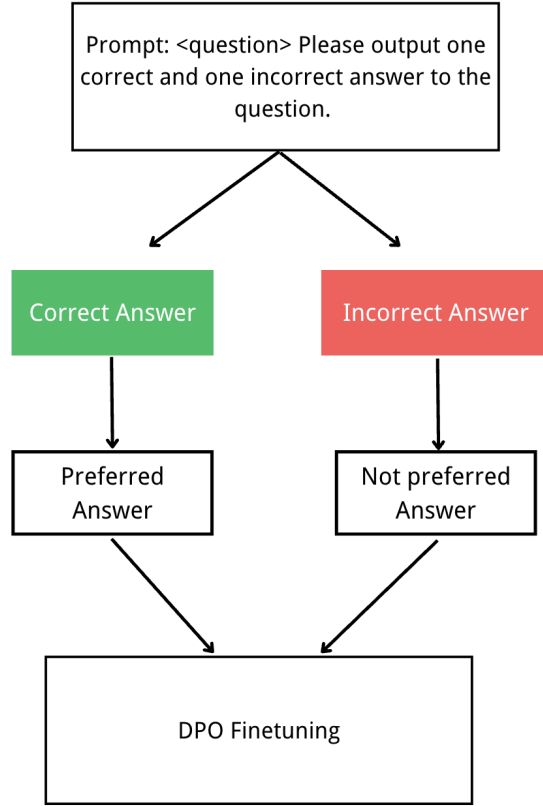 Prompt: <question> Please output one
correct and one incorrect answer to the
question.
Correct Answer
Incorrect Answer
Preferred
Answer
Not preferred
Answer
DPO Finetuning